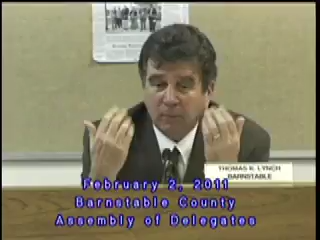 THOMAS K. LYNCH
BARNSTABLE
February 2, 2011
Barnstable County
Assembly of Delegates